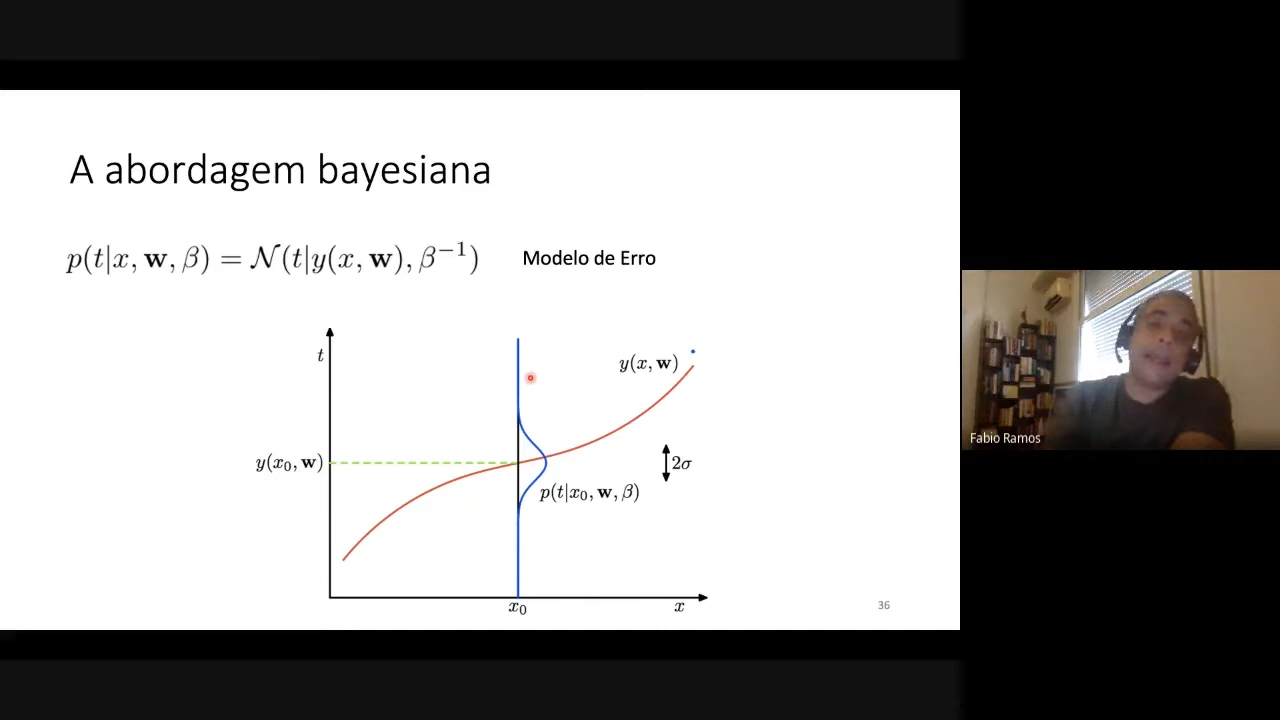 A abordagem bayesiana
p(t|x, w, β) = 𝒩(t|y(x, w), β⁻¹)
Modelo de Erro
t
y(x, w)
y(x₀, w)
2σ
p(t|x₀, w, β)
x₀
x
36
Fabio Ramos